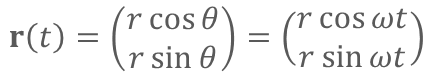 𝐫(t) = (r cos θ
r sin θ) = (r cos ωt
r sin ωt)